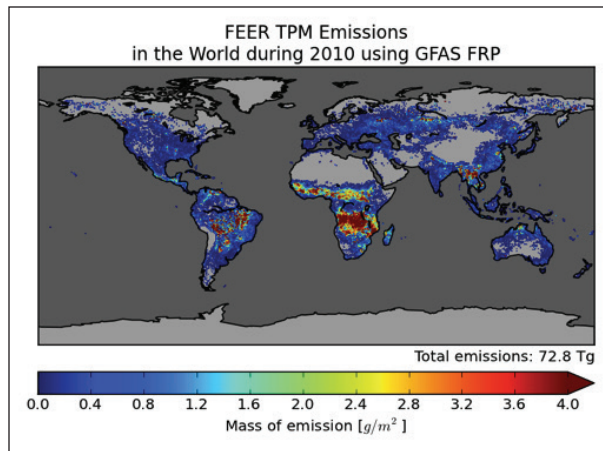 FEER TPM Emissions
in the World during 2010 using GFAS FRP
Total emissions: 72.8 Tg
0.0 0.4 0.8 1.2 1.6 2.0 2.4 2.8 3.2 3.6 4.0
Mass of emission [g/m²]